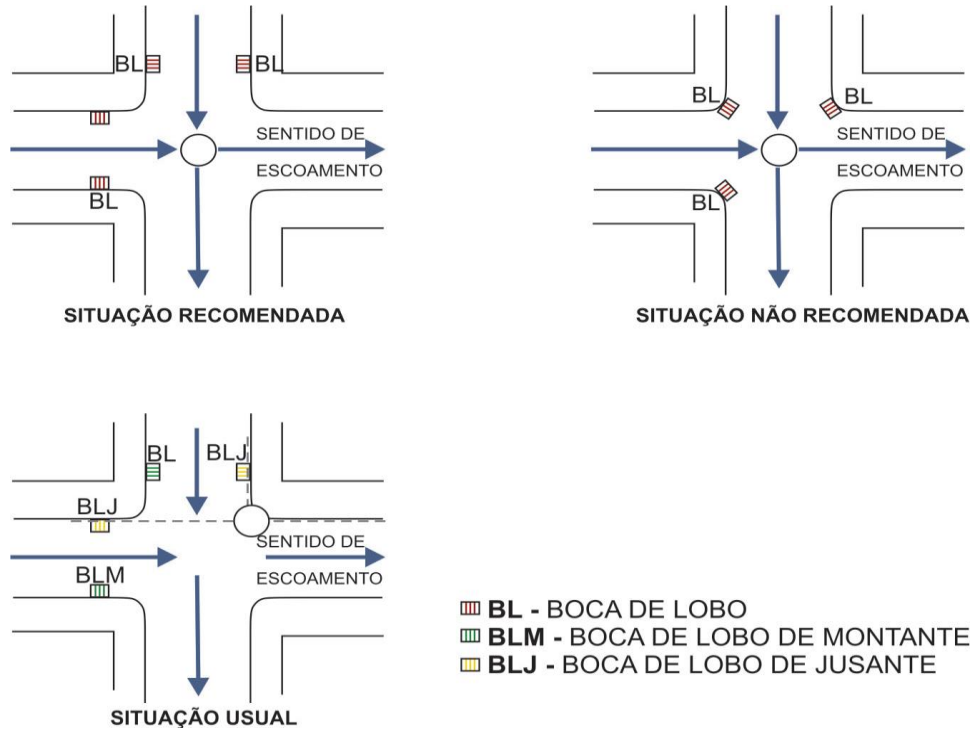 BL
BL
SENTIDO DE
ESCOAMENTO
BL
SITUAÇÃO RECOMENDADA
BL
BL
SENTIDO DE
ESCOAMENTO
BL
SITUAÇÃO NÃO RECOMENDADA
BL
BLJ
BLJ
SENTIDO DE
ESCOAMENTO
BLM
SITUAÇÃO USUAL
BL - BOCA DE LOBO
BLM - BOCA DE LOBO DE MONTANTE
BLJ - BOCA DE LOBO DE JUSANTE